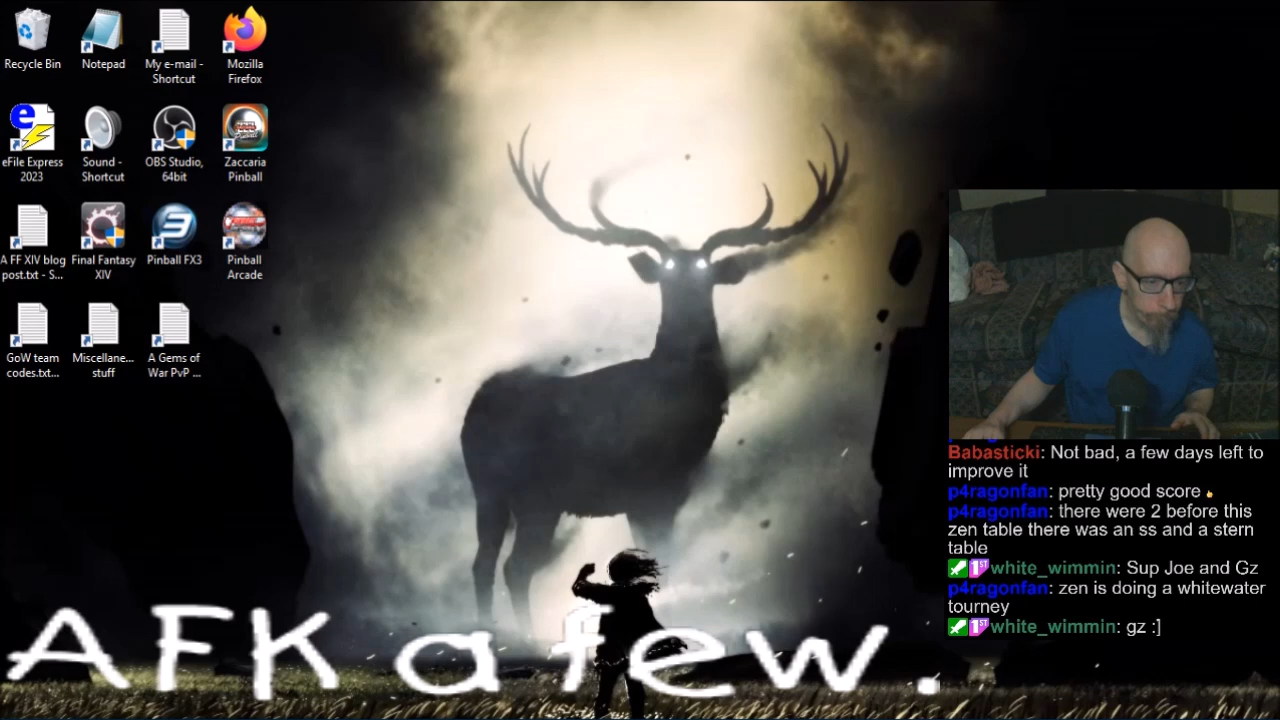 Recycle Bin
Notepad
My e-mail -
Shortcut
Mozilla
Firefox
eFile Express
2023
Sound -
Shortcut
OBS Studio,
64bit
Zaccaria
Pinball
A FF XIV blog
post.txt - S...
Final Fantasy
XIV
Pinball FX3
Pinball
Arcade
GoW team
codes.txt...
Miscellane...
stuff
A Gems of
War PvP ...
Babasticki: Not bad, a few days left to
improve it
p4ragonfan: pretty good score
p4ragonfan: there were 2 before this
zen table there was an ss and a stern
table
1ST white_wimmin: Sup Joe and Gz
p4ragonfan: zen is doing a whitewater
tourney
1ST white_wimmin: gz :]
AFK a few.